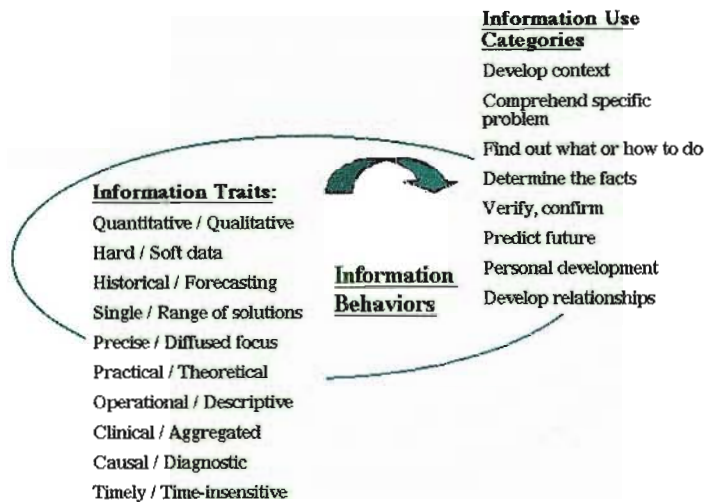 Information Use
Categories
Develop context
Comprehend specific
problem
Find out what or how to do
Determine the facts
Verify, confirm
Predict future
Personal development
Develop relationships
Information Traits:
Quantitative / Qualitative
Hard / Soft data
Historical / Forecasting
Single / Range of solutions
Precise / Diffused focus
Practical / Theoretical
Operational / Descriptive
Clinical / Aggregated
Causal / Diagnostic
Timely / Time-insensitive
Information
Behaviors